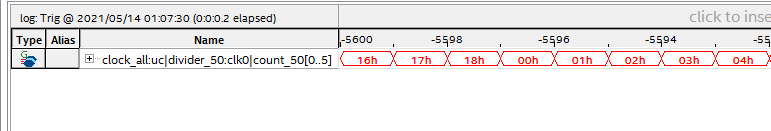 log: Trig @ 2021/05/14 01:07:30 (0:0:0.2 elapsed)
click to inse
Type Alias Name
-5600 -5598 -5596 -5594 -55
clock_all:uc|divider_50:clk0|count_50[0..5] 16h 17h 18h 00h 01h 02h 03h 04h